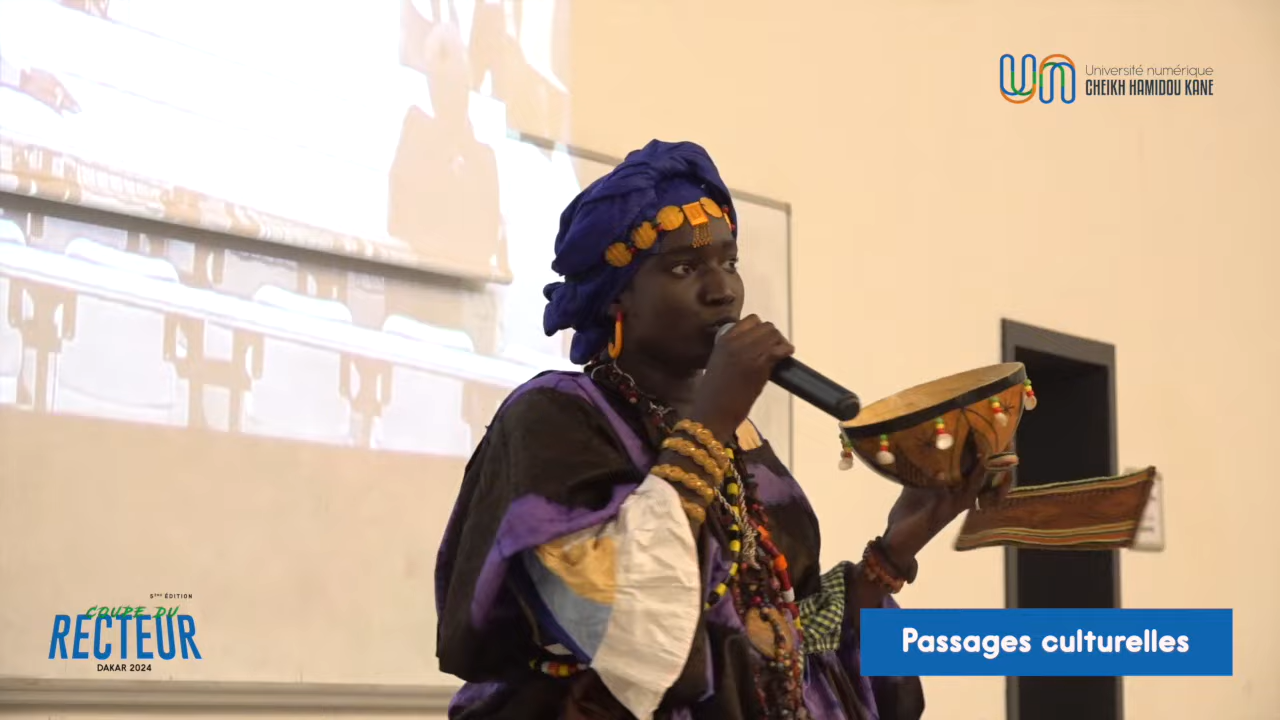 Université numérique
CHEIKH HAMIDOU KANE
5ÈME ÉDITION
COUPE DU
RECTEUR
DAKAR 2024
Passages culturelles